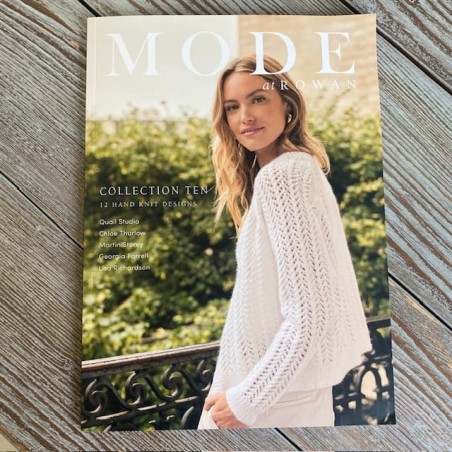 MODE
at ROWAN
COLLECTION TEN
12 HAND KNIT DESIGNS
Quail Studio
Chloe Thurlow
Martin Storey
Georgia Farrell
Lisa Richardson